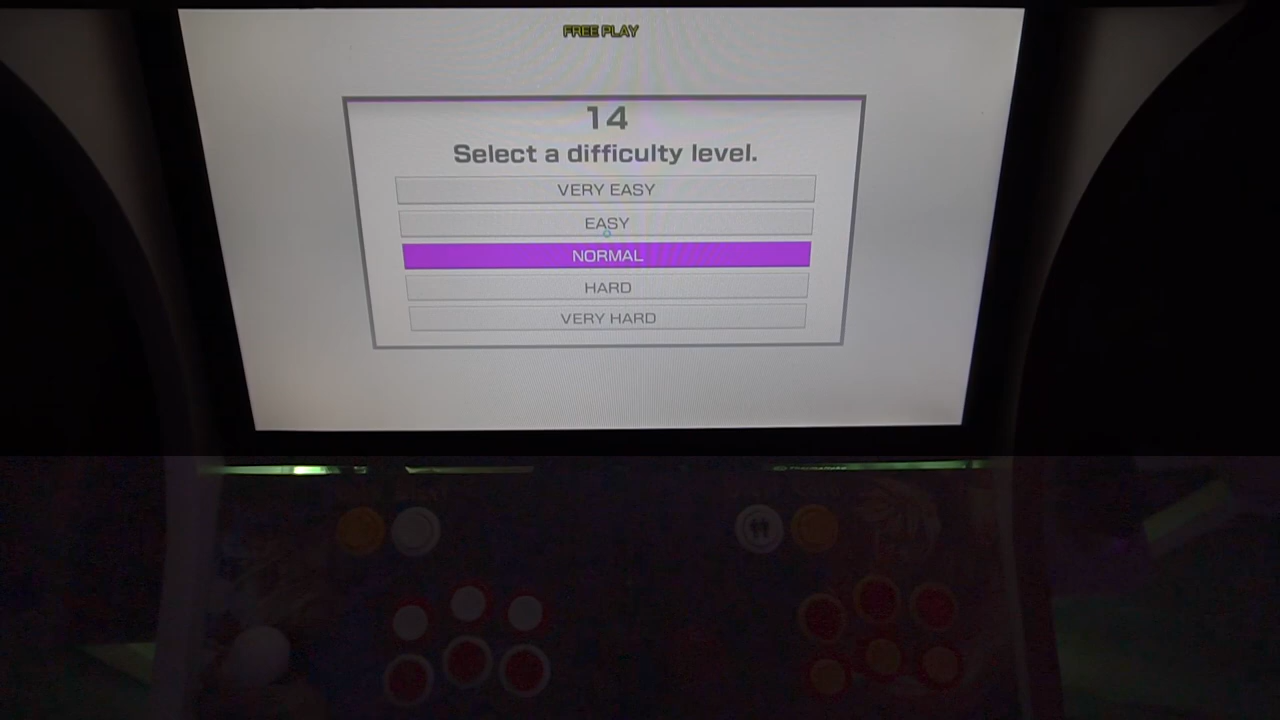 FREE PLAY
14
Select a difficulty level.
VERY EASY
EASY
NORMAL
HARD
VERY HARD